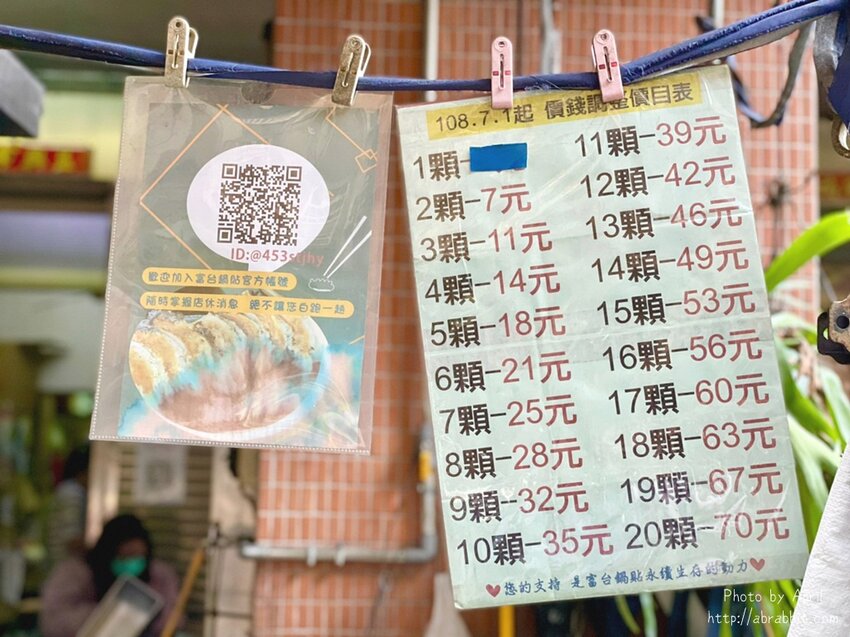 ID:@453stjhy
歡迎加入富台鍋貼官方帳號
隨時掌握店休消息 絕不讓您白跑一趟
108.7.1起 價錢調整價目表
1顆-
2顆-7元
3顆-11元
4顆-14元
5顆-18元
6顆-21元
7顆-25元
8顆-28元
9顆-32元
10顆-35元
11顆-39元
12顆-42元
13顆-46元
14顆-49元
15顆-53元
16顆-56元
17顆-60元
18顆-63元
19顆-67元
20顆-70元
您的支持 是富台鍋貼永續生存的動力
Photo by April
http://abrabbit.com